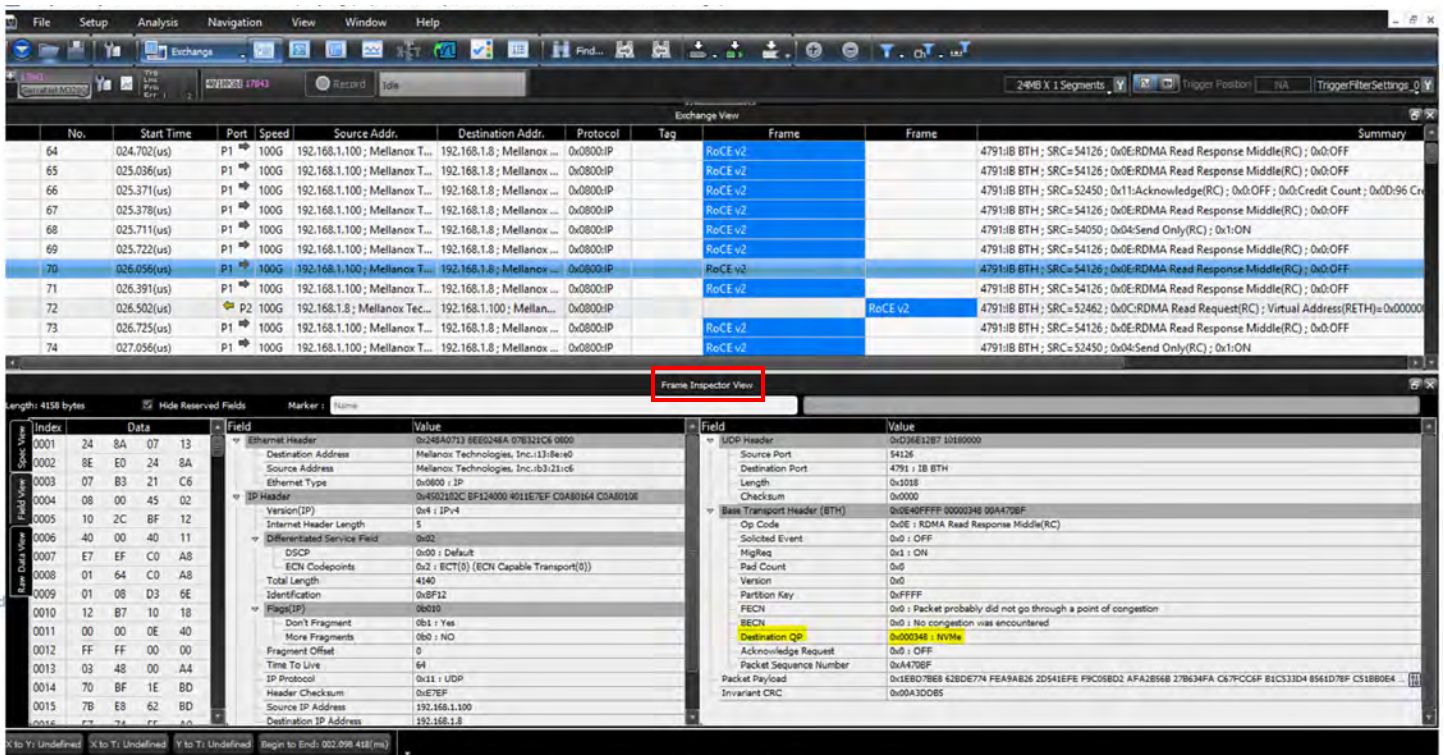 File Setup Analysis Navigation View Window Help
Exchange Find...
17843
SierraNet M328Q 40/100GbE 17843 Record Idle 24MB X 1 Segments Trigger Position NA TriggerFilterSettings_0
Exchange View
No. Start Time Port Speed Source Addr. Destination Addr. Protocol Tag Frame Frame Summary
64 024.702(us) P1 100G 192.168.1.100 ; Mellanox T... 192.168.1.8 ; Mellanox ... 0x0800:IP RoCE v2 4791:IB BTH ; SRC= 54126 ; 0x0E:RDMA Read Response Middle(RC) ; 0x0:OFF
65 025.036(us) P1 100G 192.168.1.100 ; Mellanox T... 192.168.1.8 ; Mellanox ... 0x0800:IP RoCE v2 4791:IB BTH ; SRC= 54126 ; 0x0E:RDMA Read Response Middle(RC) ; 0x0:OFF
66 025.371(us) P1 100G 192.168.1.100 ; Mellanox T... 192.168.1.8 ; Mellanox ... 0x0800:IP RoCE v2 4791:IB BTH ; SRC= 52450 ; 0x11:Acknowledge(RC) ; 0x0:OFF ; 0x0:Credit Count ; 0x0D:96 Cre
67 025.378(us) P1 100G 192.168.1.100 ; Mellanox T... 192.168.1.8 ; Mellanox ... 0x0800:IP RoCE v2 4791:IB BTH ; SRC= 54126 ; 0x0E:RDMA Read Response Middle(RC) ; 0x0:OFF
68 025.711(us) P1 100G 192.168.1.100 ; Mellanox T... 192.168.1.8 ; Mellanox ... 0x0800:IP RoCE v2 4791:IB BTH ; SRC= 54050 ; 0x04:Send Only(RC) ; 0x1:ON
69 025.722(us) P1 100G 192.168.1.100 ; Mellanox T... 192.168.1.8 ; Mellanox ... 0x0800:IP RoCE v2 4791:IB BTH ; SRC= 54126 ; 0x0E:RDMA Read Response Middle(RC) ; 0x0:OFF
70 026.056(us) P1 100G 192.168.1.100 ; Mellanox T... 192.168.1.8 ; Mellanox ... 0x0800:IP RoCE v2 4791:IB BTH ; SRC= 54126 ; 0x0E:RDMA Read Response Middle(RC) ; 0x0:OFF
71 026.391(us) P1 100G 192.168.1.100 ; Mellanox T... 192.168.1.8 ; Mellanox ... 0x0800:IP RoCE v2 4791:IB BTH ; SRC= 54126 ; 0x0E:RDMA Read Response Middle(RC) ; 0x0:OFF
72 026.502(us) P2 100G 192.168.1.8 ; Mellanox Tec... 192.168.1.100 ; Mellan... 0x0800:IP RoCE v2 4791:IB BTH ; SRC= 52462 ; 0x0C:RDMA Read Request(RC) ; Virtual Address(RETH)= 0x00000
73 026.725(us) P1 100G 192.168.1.100 ; Mellanox T... 192.168.1.8 ; Mellanox ... 0x0800:IP RoCE v2 4791:IB BTH ; SRC= 54126 ; 0x0E:RDMA Read Response Middle(RC) ; 0x0:OFF
74 027.056(us) P1 100G 192.168.1.100 ; Mellanox T... 192.168.1.8 ; Mellanox ... 0x0800:IP RoCE v2 4791:IB BTH ; SRC= 52450 ; 0x04:Send Only(RC) ; 0x1:ON
Frame Inspector View
Length: 4158 bytes Hide Reserved Fields Marker : Name
Spec View
Field View
Raw Data View
Index Data
0001 24 8A 07 13
0002 8E E0 24 8A
0003 07 B3 21 C6
0004 08 00 45 02
0005 10 2C BF 12
0006 40 00 40 11
0007 E7 EF C0 A8
0008 01 64 C0 A8
0009 01 08 D3 6E
0010 12 B7 10 18
0011 00 00 0E 40
0012 FF FF 00 00
0013 03 48 00 A4
0014 70 BF 1E BD
0015 7B E8 62 BD
Field Value
Ethernet Header 0x248A0713 8EE0248A 07B321C6 0800
Destination Address Mellanox Technologies, Inc.:13:8e:e0
Source Address Mellanox Technologies, Inc.:b3:21:c6
Ethernet Type 0x0800 : IP
IP Header 0x4502102C BF124000 4011E7EF C0A80164 C0A80108
Version(IP) 0x4 : IPv4
Internet Header Length 5
Differentiated Service Field 0x02
DSCP 0x00 : Default
ECN Codepoints 0x2 : ECT(0) (ECN Capable Transport(0))
Total Length 4140
Identification 0xBF12
Flags(IP) 0b010
Don't Fragment 0b1 : Yes
More Fragments 0b0 : NO
Fragment Offset 0
Time To Live 64
IP Protocol 0x11 : UDP
Header Checksum 0xE7EF
Source IP Address 192.168.1.100
Destination IP Address 192.168.1.8
Field Value
UDP Header 0xD36E12B7 10180000
Source Port 54126
Destination Port 4791 : IB BTH
Length 0x1018
Checksum 0x0000
Base Transport Header (BTH) 0x0E40FFFF 00000348 00A470BF
Op Code 0x0E : RDMA Read Response Middle(RC)
Solicited Event 0x0 : OFF
MigReq 0x1 : ON
Pad Count 0x0
Version 0x0
Partition Key 0xFFFF
FECN 0x0 : Packet probably did not go through a point of congestion
BECN 0x0 : No congestion was encountered
Destination QP 0x000348 : NVMe
Acknowledge Request 0x0 : OFF
Packet Sequence Number 0xA470BF
Packet Payload
Invariant CRC 0x00A3DDB5
X to Y: Undefined X to T: Undefined Y to T: Undefined Begin to End: 002.098.418(ms)